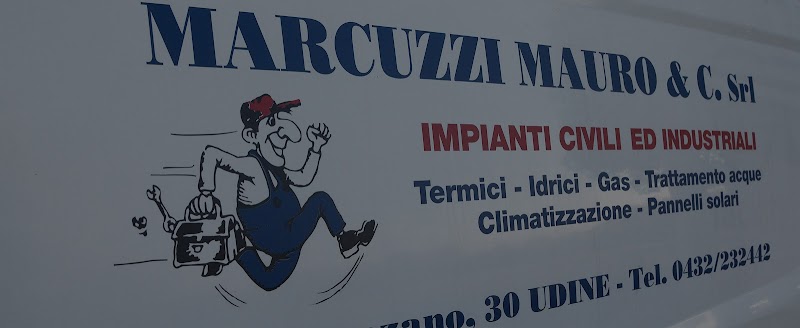 MARCUZZI MAURO & C. Srl
IMPIANTI CIVILI ED INDUSTRIALI
Termici - Idrici - Gas - Trattamento acque
Climatizzazione - Pannelli solari
30 UDINE - Tel. 0432/232442